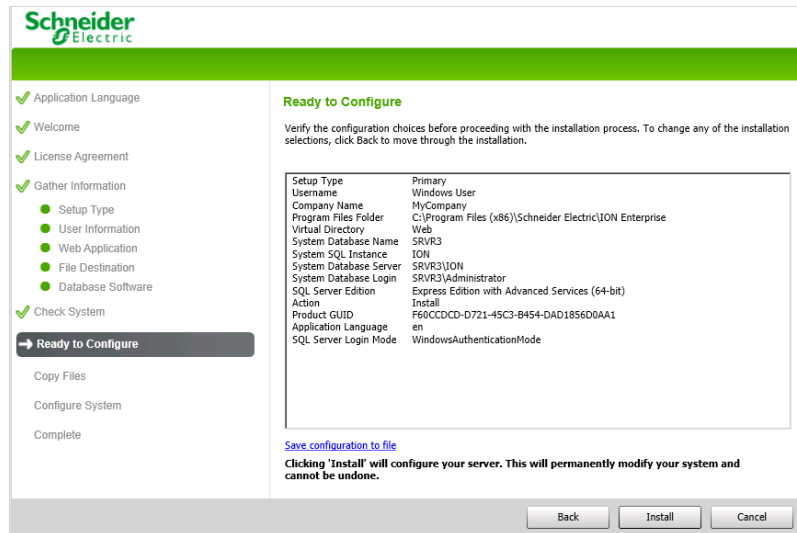 Schneider
Electric
Application Language
Welcome
License Agreement
Gather Information
Setup Type
User Information
Web Application
File Destination
Database Software
Check System
Ready to Configure
Copy Files
Configure System
Complete
Ready to Configure
Verify the configuration choices before proceeding with the installation process. To change any of the installation
selections, click Back to move through the installation.
Setup Type Primary
Username Windows User
Company Name MyCompany
Program Files Folder C:\Program Files (x86)\Schneider Electric\ION Enterprise
Virtual Directory Web
System Database Name SRVR3
System SQL Instance ION
System Database Server SRVR3\ION
System Database Login SRVR3\Administrator
SQL Server Edition Express Edition with Advanced Services (64-bit)
Action Install
Product GUID F60CCDCD-D721-45C3-B454-DAD1856D0AA1
Application Language en
SQL Server Login Mode WindowsAuthenticationMode
Save configuration to file
Clicking 'Install' will configure your server. This will permanently modify your system and
cannot be undone.
Back Install Cancel